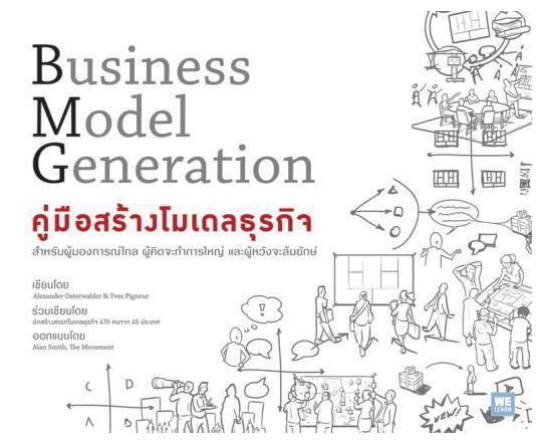 Business
Model
Generation
คู่มือสร้างโมเดลธุรกิจ
สำหรับผู้มองการณ์ไกล ผู้คิดจะทำการใหญ่ และผู้หวังจะล้มยักษ์
เขียนโดย
Alexander Osterwalder & Yves Pigneur
ร่วมเขียนโดย
นักสร้างสรรค์โมเดลธุรกิจ 470 คนจาก 45 ประเทศ
ออกแบบโดย
Alan Smith, The Movement
C D
A B
NEW!
WE
LEARN